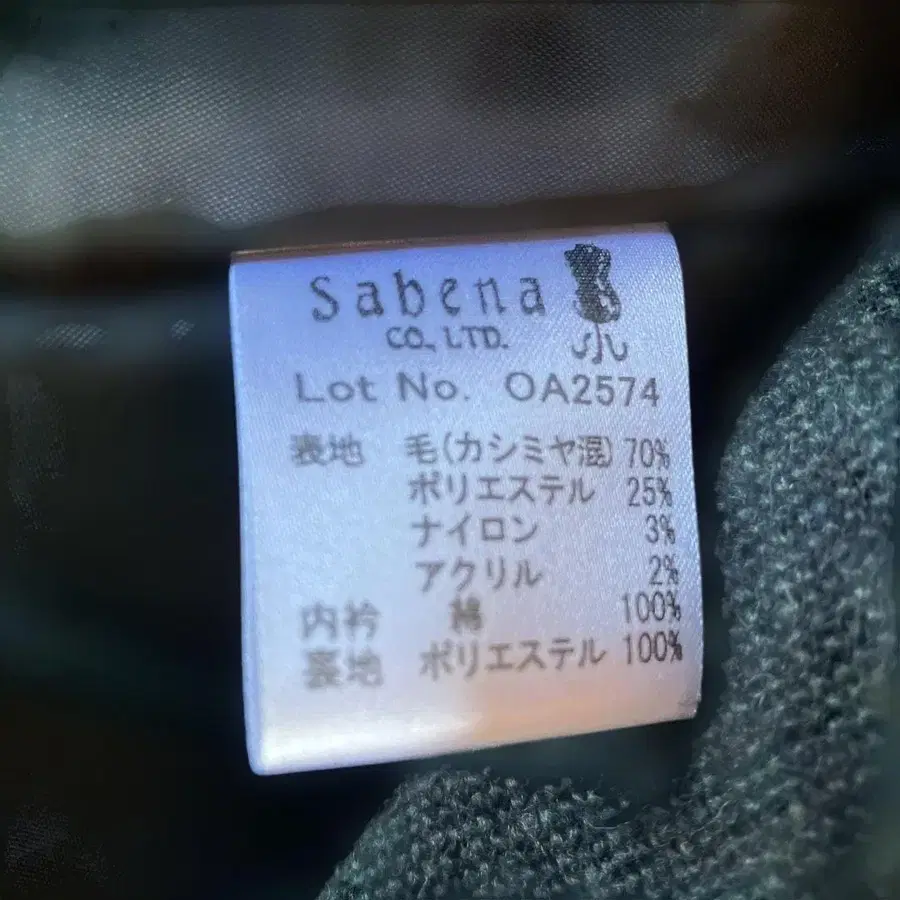 Sabena
CO., LTD.
Lot No. OA2574
表地 毛(カシミヤ混) 70%
ポリエステル 25%
ナイロン 3%
アクリル 2%
内衿 綿 100%
裏地 ポリエステル 100%